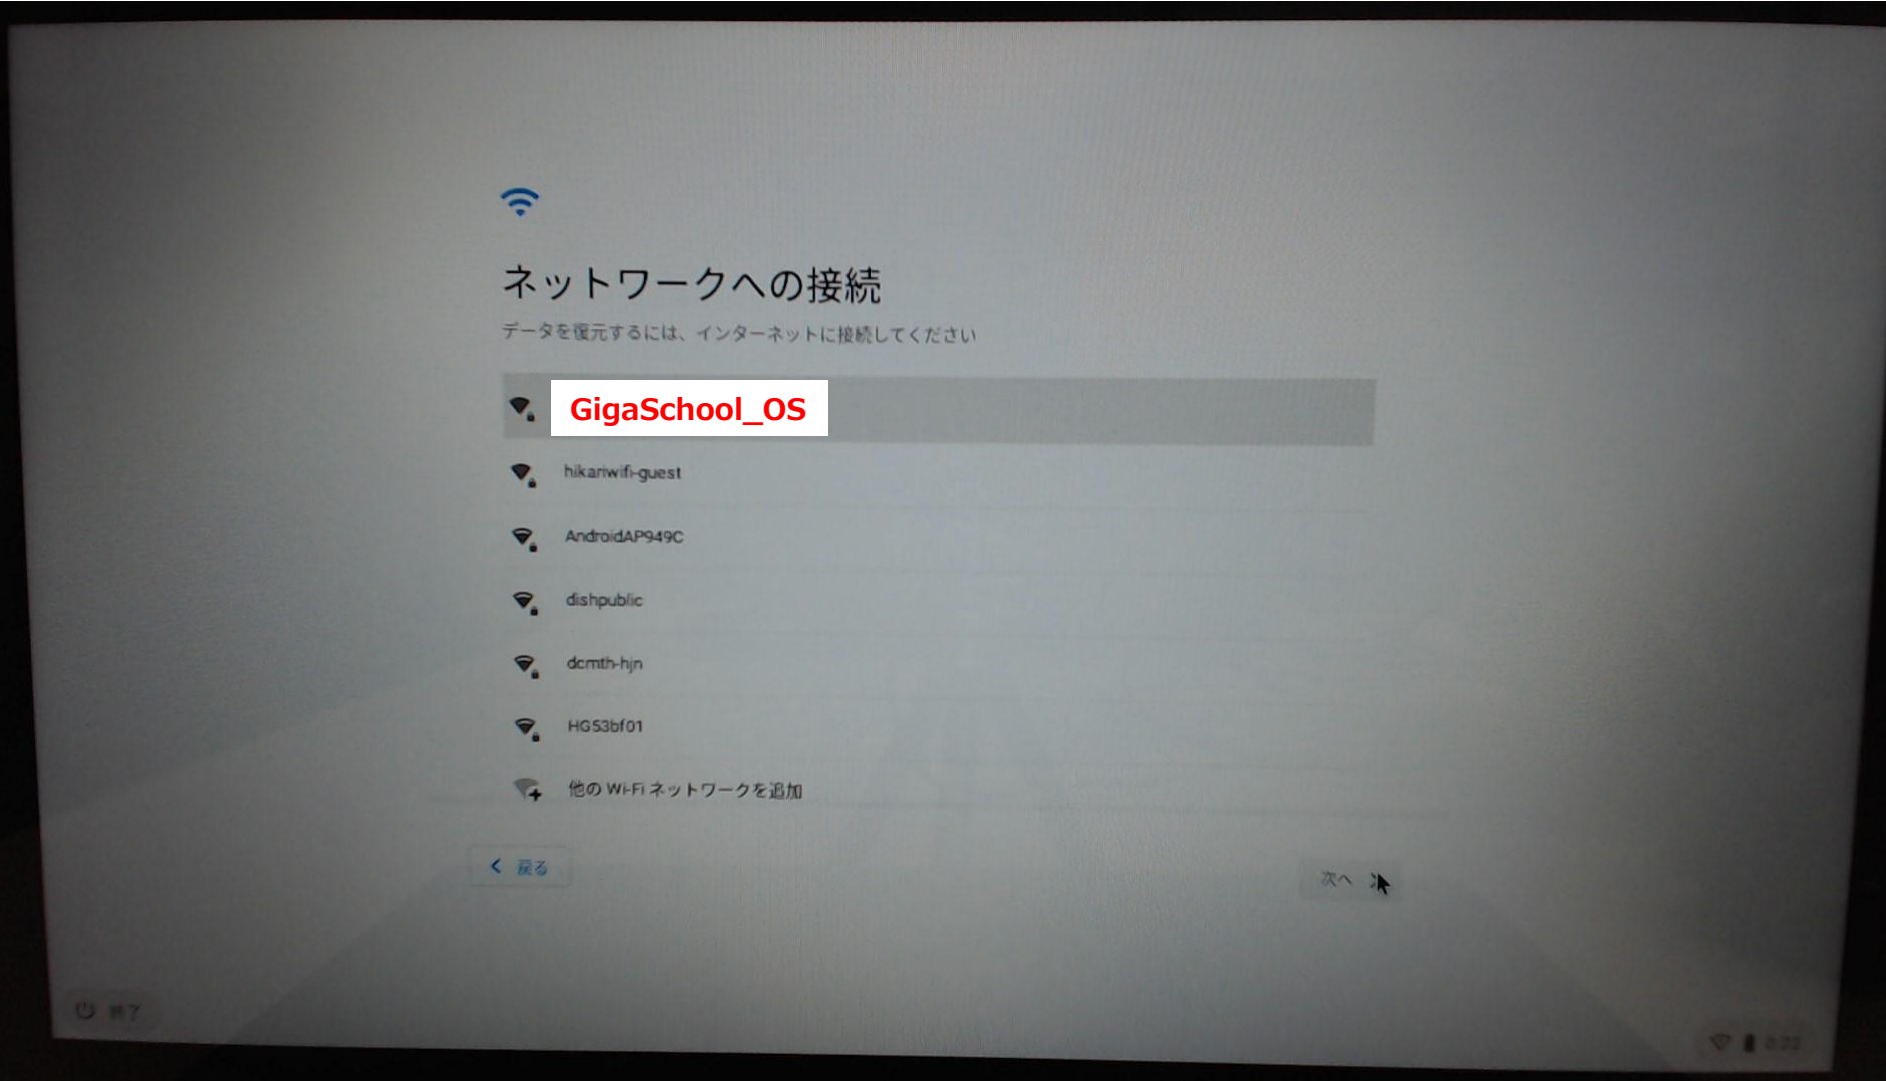 ネットワークへの接続
データを復元するには、インターネットに接続してください
GigaSchool_OS
hikariwifi-guest
AndroidAP949C
dishpublic
dcmth-hjn
HG53bf01
他の Wi-Fi ネットワークを追加
戻る
次へ
終了